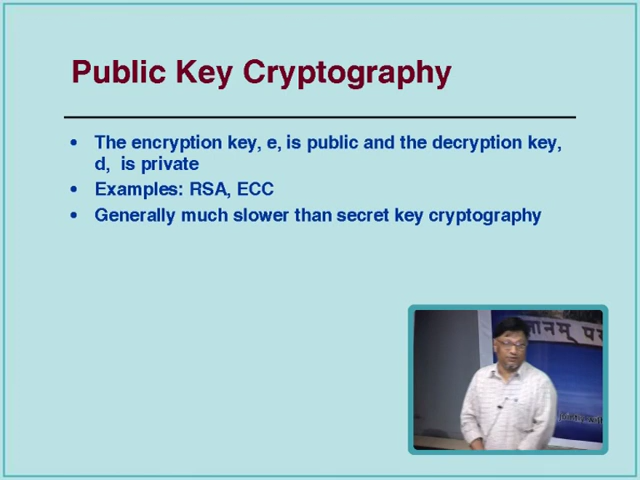 Public Key Cryptography
• The encryption key, e, is public and the decryption key,
d, is private
• Examples: RSA, ECC
• Generally much slower than secret key cryptography